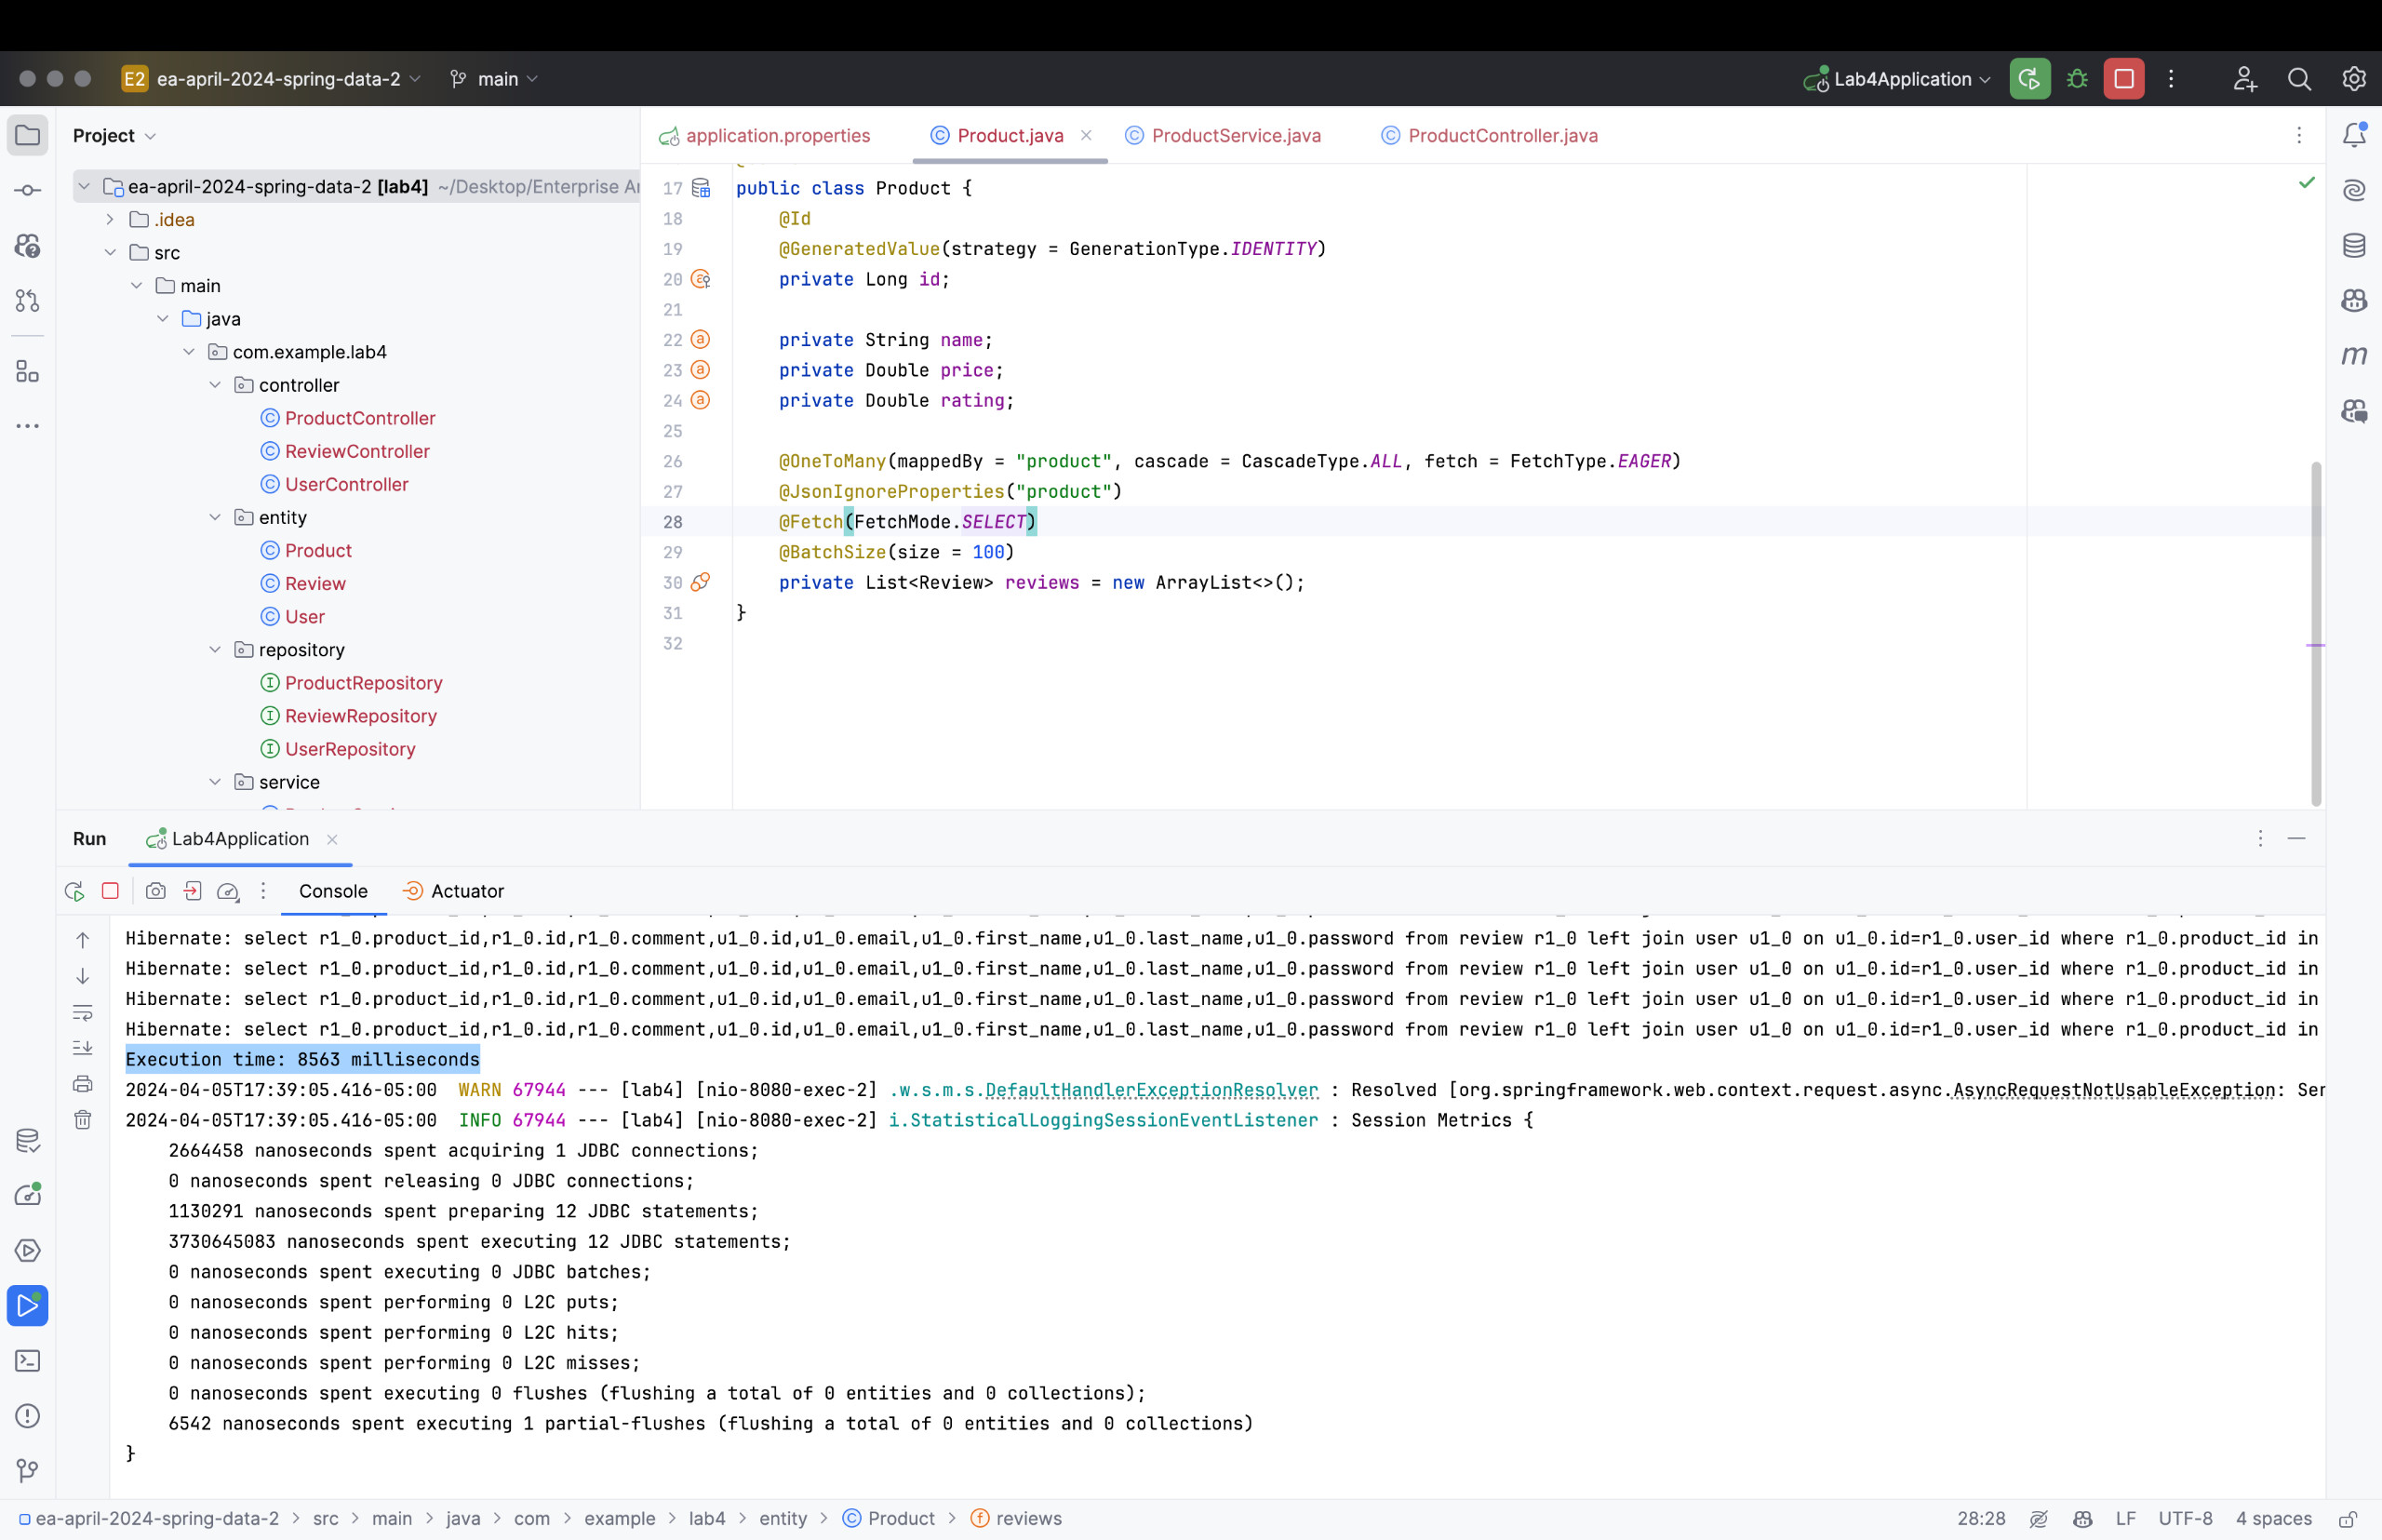 E2 ea-april-2024-spring-data-2 main Lab4Application
Project
ea-april-2024-spring-data-2 [lab4] ~/Desktop/Enterprise Ar
.idea
src
main
java
com.example.lab4
controller
ProductController
ReviewController
UserController
entity
Product
Review
User
repository
ProductRepository
ReviewRepository
UserRepository
service
application.properties Product.java ProductService.java ProductController.java
17 public class Product {
18 @Id
19 @GeneratedValue(strategy = GenerationType.IDENTITY)
20 private Long id;
21
22 private String name;
23 private Double price;
24 private Double rating;
25
26 @OneToMany(mappedBy = "product", cascade = CascadeType.ALL, fetch = FetchType.EAGER)
27 @JsonIgnoreProperties("product")
28 @Fetch(FetchMode.SELECT)
29 @BatchSize(size = 100)
30 private List<Review> reviews = new ArrayList<>();
31 }
32
Run Lab4Application
Console Actuator
Hibernate: select r1_0.product_id,r1_0.id,r1_0.comment,u1_0.id,u1_0.email,u1_0.first_name,u1_0.last_name,u1_0.password from review r1_0 left join user u1_0 on u1_0.id=r1_0.user_id where r1_0.product_id in
Hibernate: select r1_0.product_id,r1_0.id,r1_0.comment,u1_0.id,u1_0.email,u1_0.first_name,u1_0.last_name,u1_0.password from review r1_0 left join user u1_0 on u1_0.id=r1_0.user_id where r1_0.product_id in
Hibernate: select r1_0.product_id,r1_0.id,r1_0.comment,u1_0.id,u1_0.email,u1_0.first_name,u1_0.last_name,u1_0.password from review r1_0 left join user u1_0 on u1_0.id=r1_0.user_id where r1_0.product_id in
Hibernate: select r1_0.product_id,r1_0.id,r1_0.comment,u1_0.id,u1_0.email,u1_0.first_name,u1_0.last_name,u1_0.password from review r1_0 left join user u1_0 on u1_0.id=r1_0.user_id where r1_0.product_id in
Execution time: 8563 milliseconds
2024-04-05T17:39:05.416-05:00 WARN 67944 --- [lab4] [nio-8080-exec-2] .w.s.m.s.DefaultHandlerExceptionResolver : Resolved [org.springframework.web.context.request.async.AsyncRequestNotUsableException: Ser
2024-04-05T17:39:05.416-05:00 INFO 67944 --- [lab4] [nio-8080-exec-2] i.StatisticalLoggingSessionEventListener : Session Metrics {
2664458 nanoseconds spent acquiring 1 JDBC connections;
0 nanoseconds spent releasing 0 JDBC connections;
1130291 nanoseconds spent preparing 12 JDBC statements;
3730645083 nanoseconds spent executing 12 JDBC statements;
0 nanoseconds spent executing 0 JDBC batches;
0 nanoseconds spent performing 0 L2C puts;
0 nanoseconds spent performing 0 L2C hits;
0 nanoseconds spent performing 0 L2C misses;
0 nanoseconds spent executing 0 flushes (flushing a total of 0 entities and 0 collections);
6542 nanoseconds spent executing 1 partial-flushes (flushing a total of 0 entities and 0 collections)
}
ea-april-2024-spring-data-2 > src > main > java > com > example > lab4 > entity > Product > reviews 28:28 LF UTF-8 4 spaces